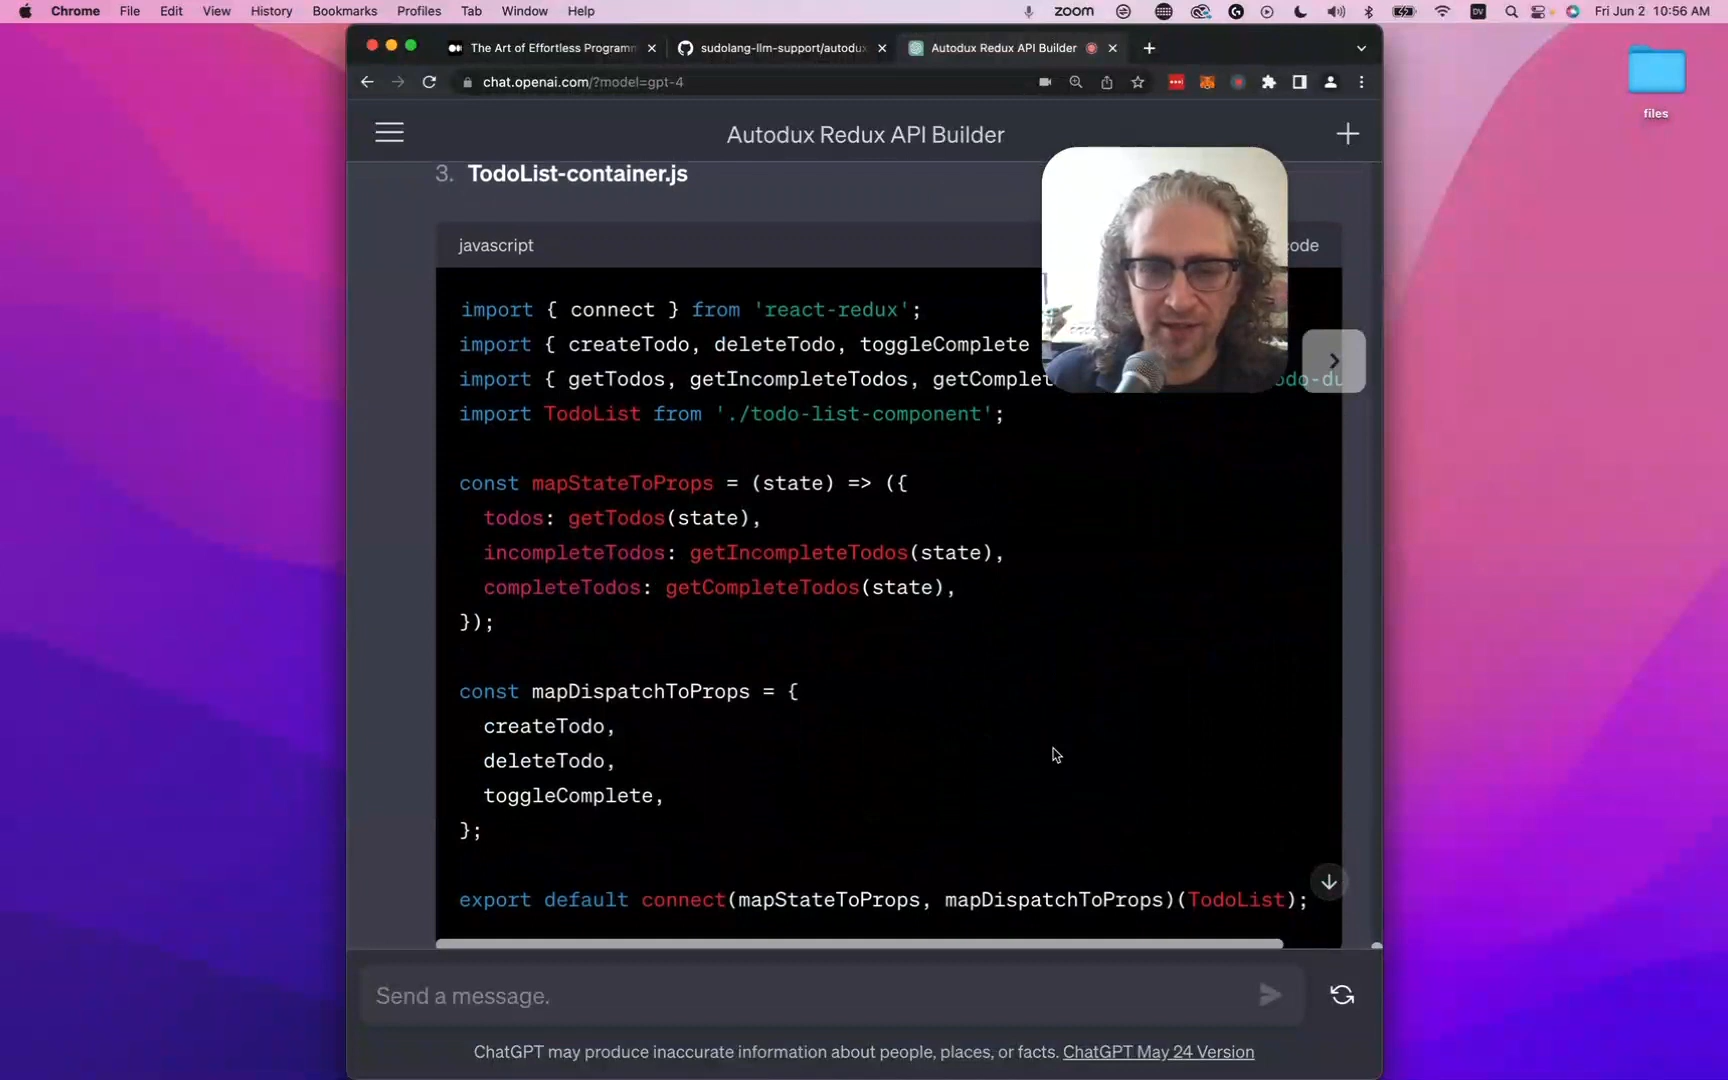 Chrome File Edit View History Bookmarks Profiles Tab Window Help zoom DV Fri Jun 2 10:56 AM
The Art of Effortless Programm sudolang-llm-support/autodux Autodux Redux API Builder
chat.openai.com/?model=gpt-4
files
Autodux Redux API Builder
3. TodoList-container.js
javascript code
import { connect } from 'react-redux';
import { createTodo, deleteTodo, toggleComplete
import { getTodos, getIncompleteTodos, getComplet odo-du
import TodoList from './todo-list-component';
const mapStateToProps = (state) => ({
todos: getTodos(state),
incompleteTodos: getIncompleteTodos(state),
completeTodos: getCompleteTodos(state),
});
const mapDispatchToProps = {
createTodo,
deleteTodo,
toggleComplete,
};
export default connect(mapStateToProps, mapDispatchToProps)(TodoList);
Send a message.
ChatGPT may produce inaccurate information about people, places, or facts. ChatGPT May 24 Version